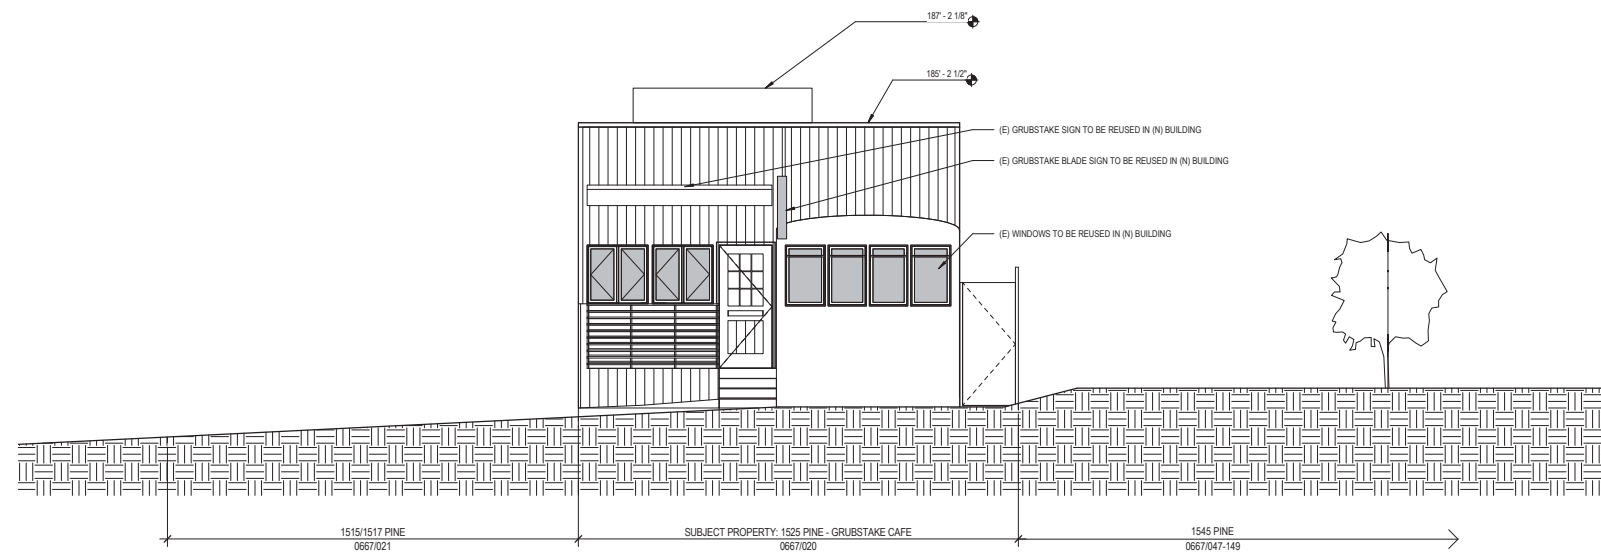 187' - 2 1/8"
185' - 2 1/2"
(E) GRUBSTAKE SIGN TO BE REUSED IN (N) BUILDING
(E) GRUBSTAKE BLADE SIGN TO BE REUSED IN (N) BUILDING
(E) WINDOWS TO BE REUSED IN (N) BUILDING
1515/1517 PINE
0667/021
SUBJECT PROPERTY: 1525 PINE - GRUBSTAKE CAFE
0667/020
1545 PINE
0667/047-149